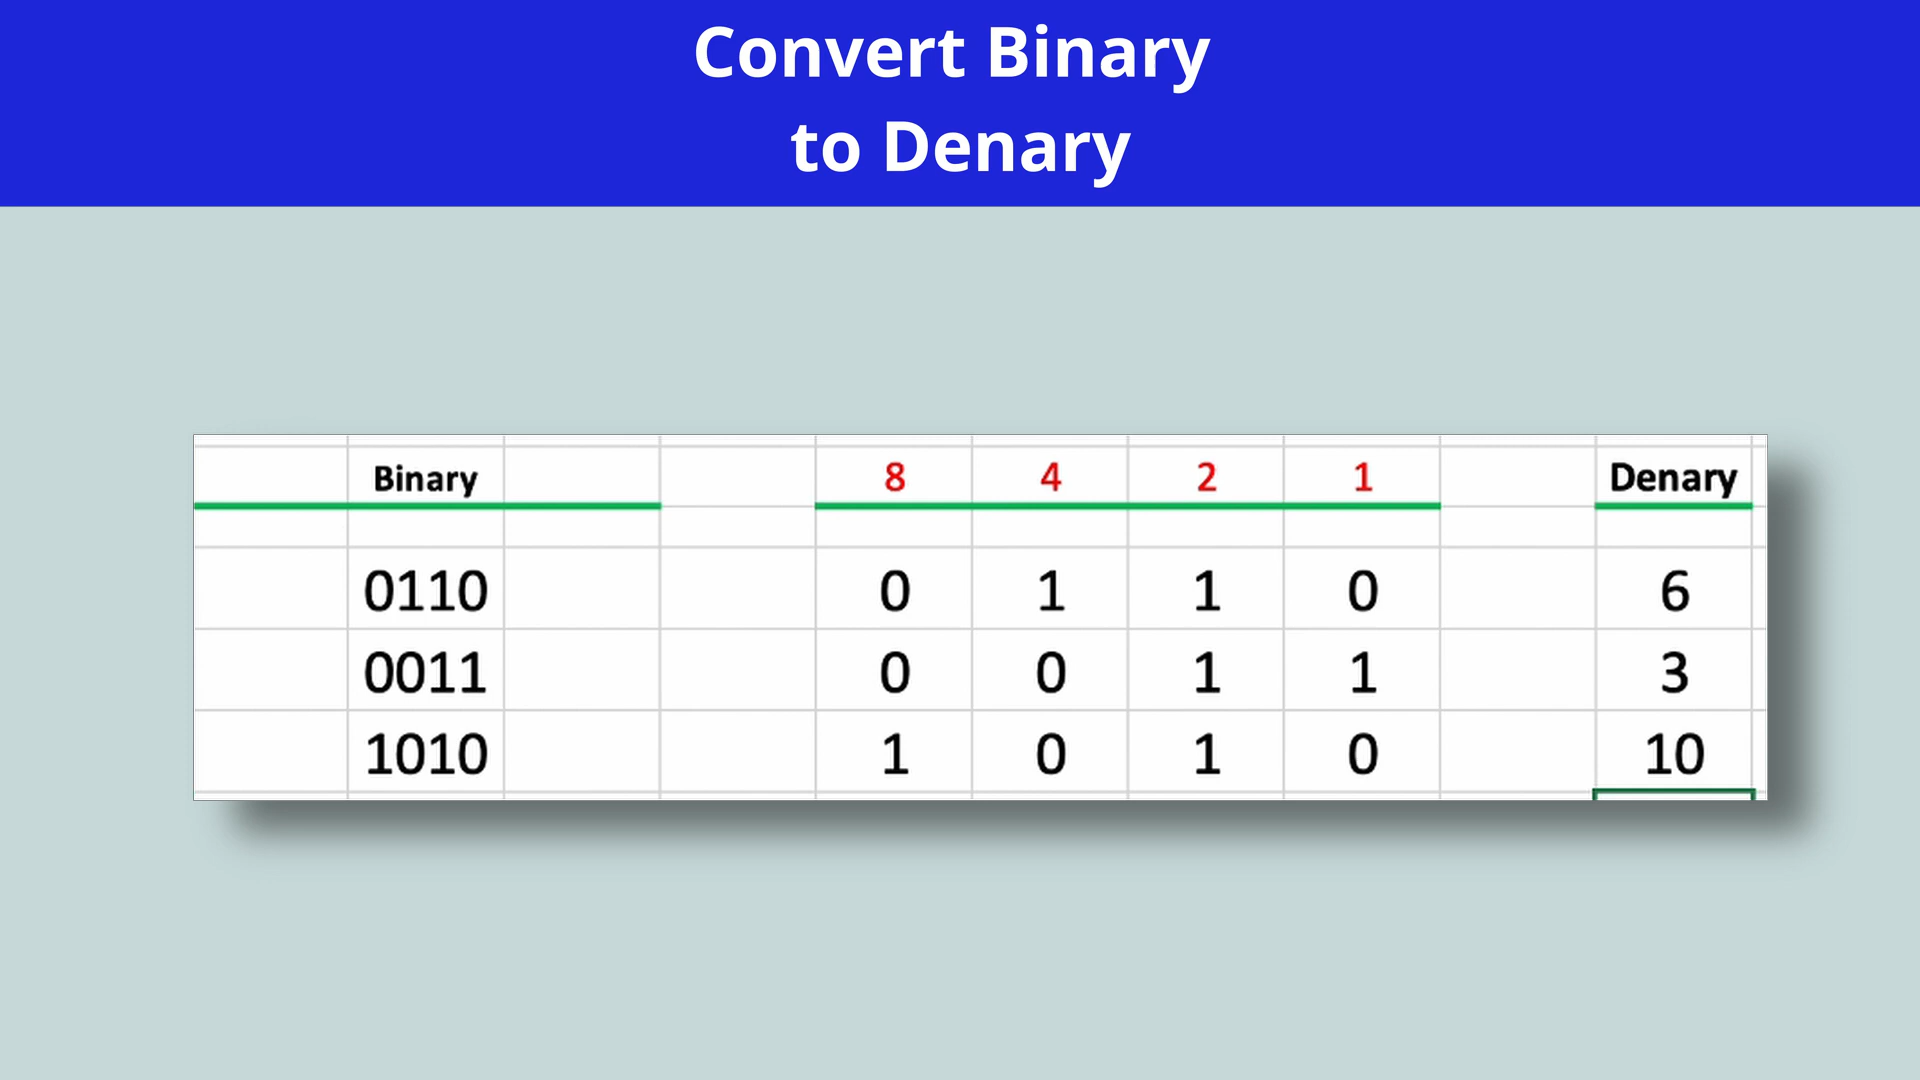 Convert Binary
to Denary
Binary 8 4 2 1 Denary
0110 0 1 1 0 6
0011 0 0 1 1 3
1010 1 0 1 0 10